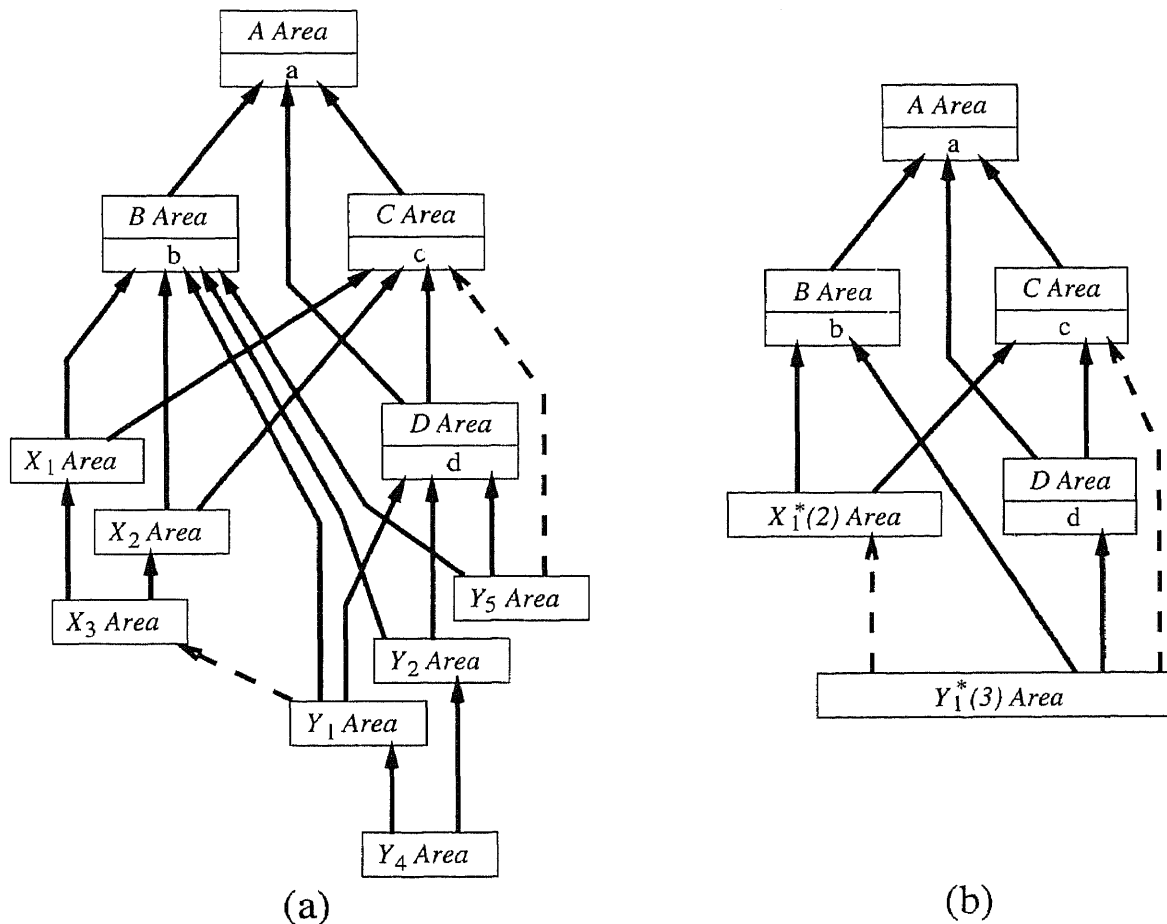 A Area
a
B Area
b
C Area
c
X1 Area
D Area
d
X2 Area
X3 Area
Y5 Area
Y2 Area
Y1 Area
Y4 Area
(a)
A Area
a
B Area
b
C Area
c
X1*(2) Area
D Area
d
Y1*(3) Area
(b)